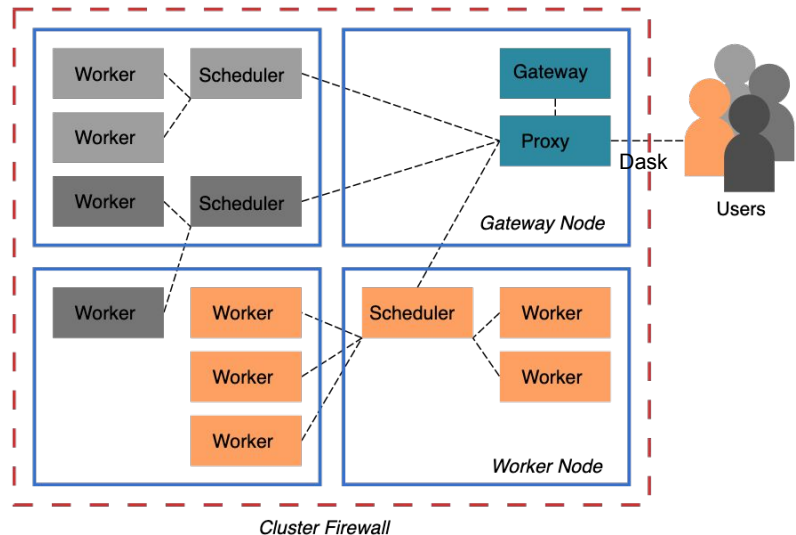 Worker
Scheduler
Worker
Worker
Scheduler
Gateway
Proxy
Dask
Gateway Node
Users
Worker
Worker
Worker
Worker
Scheduler
Worker
Worker
Worker Node
Cluster Firewall